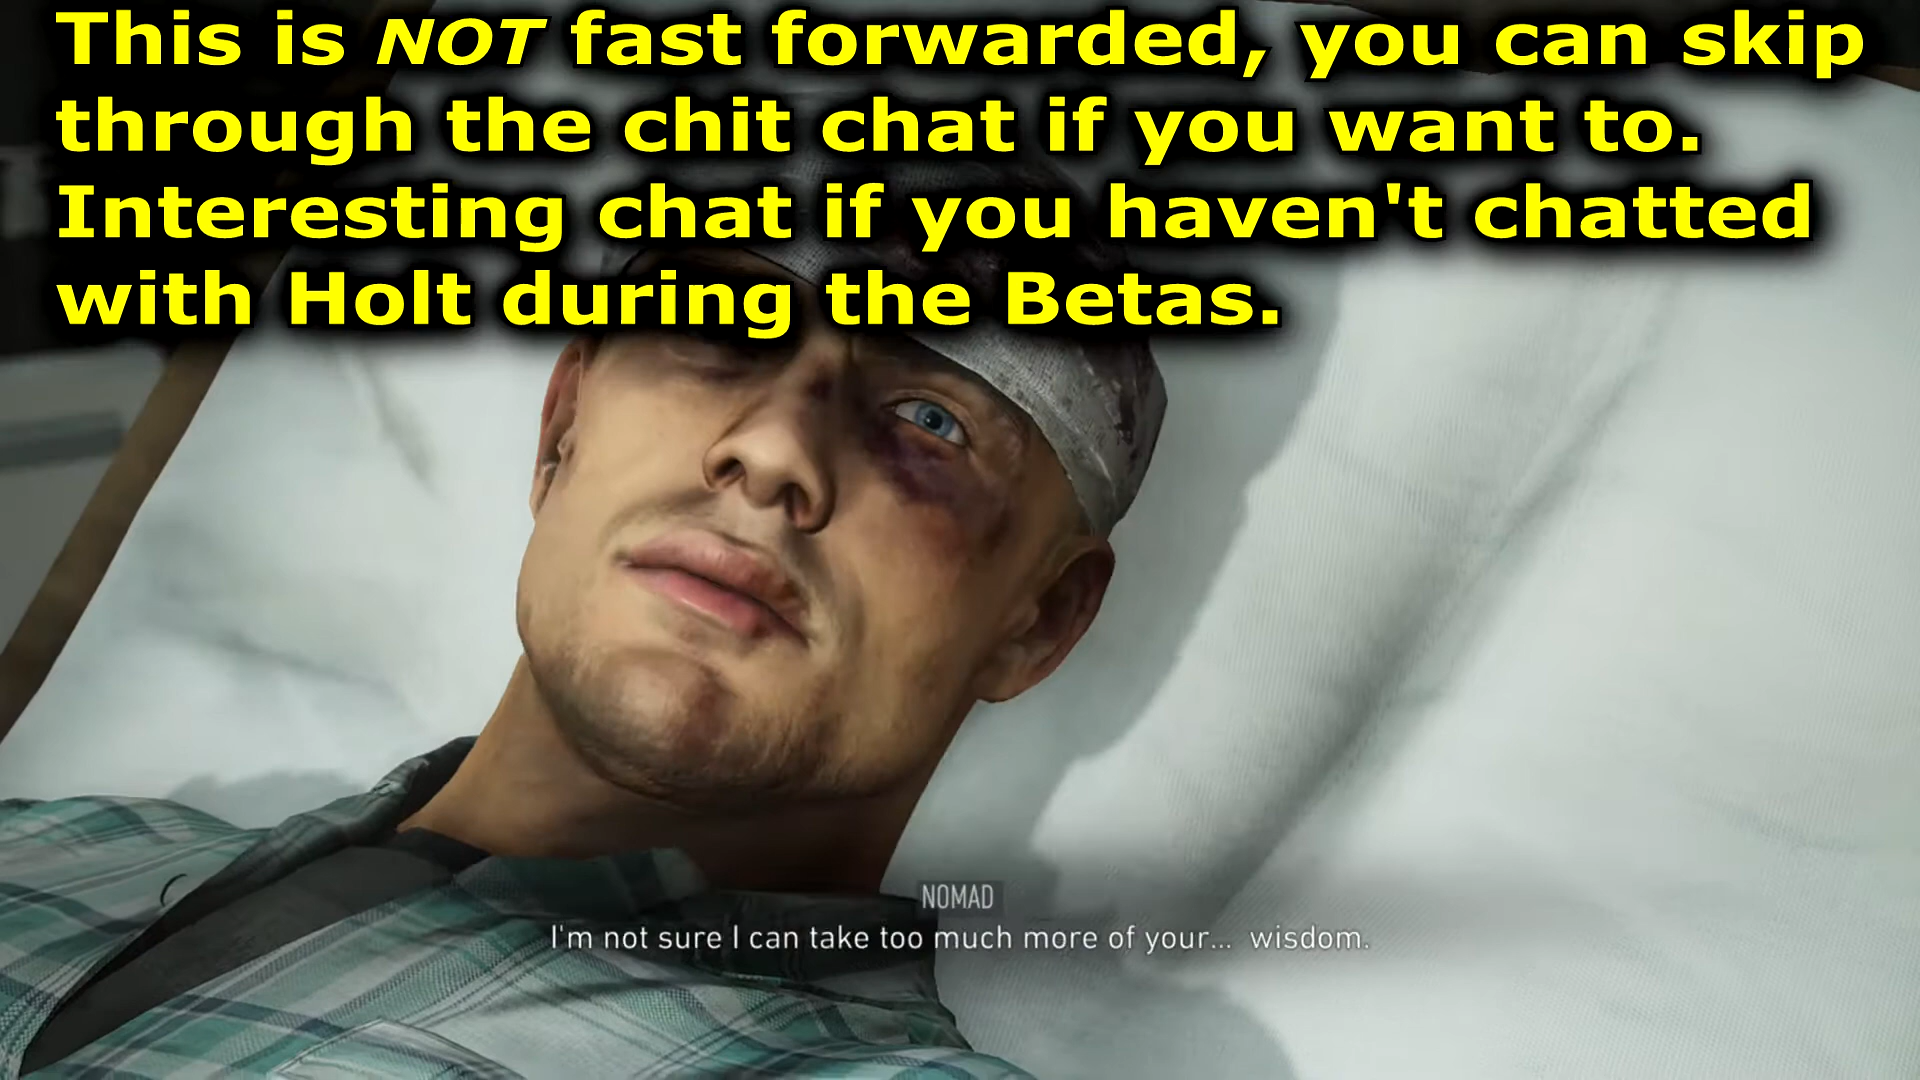 This is NOT fast forwarded, you can skip
through the chit chat if you want to.
Interesting chat if you haven't chatted
with Holt during the Betas.
NOMAD
I'm not sure I can take too much more of your... wisdom.